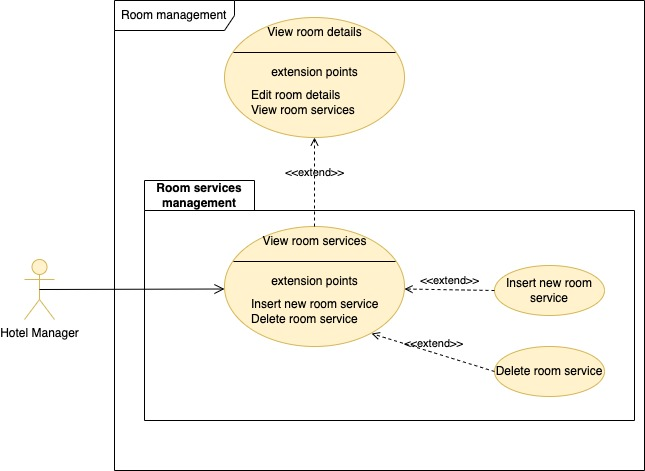 Room management
View room details
extension points
Edit room details
View room services
<<extend>>
Room services
management
View room services
extension points
Insert new room service
Delete room service
<<extend>>
Insert new room
service
<<extend>>
Delete room service
Hotel Manager